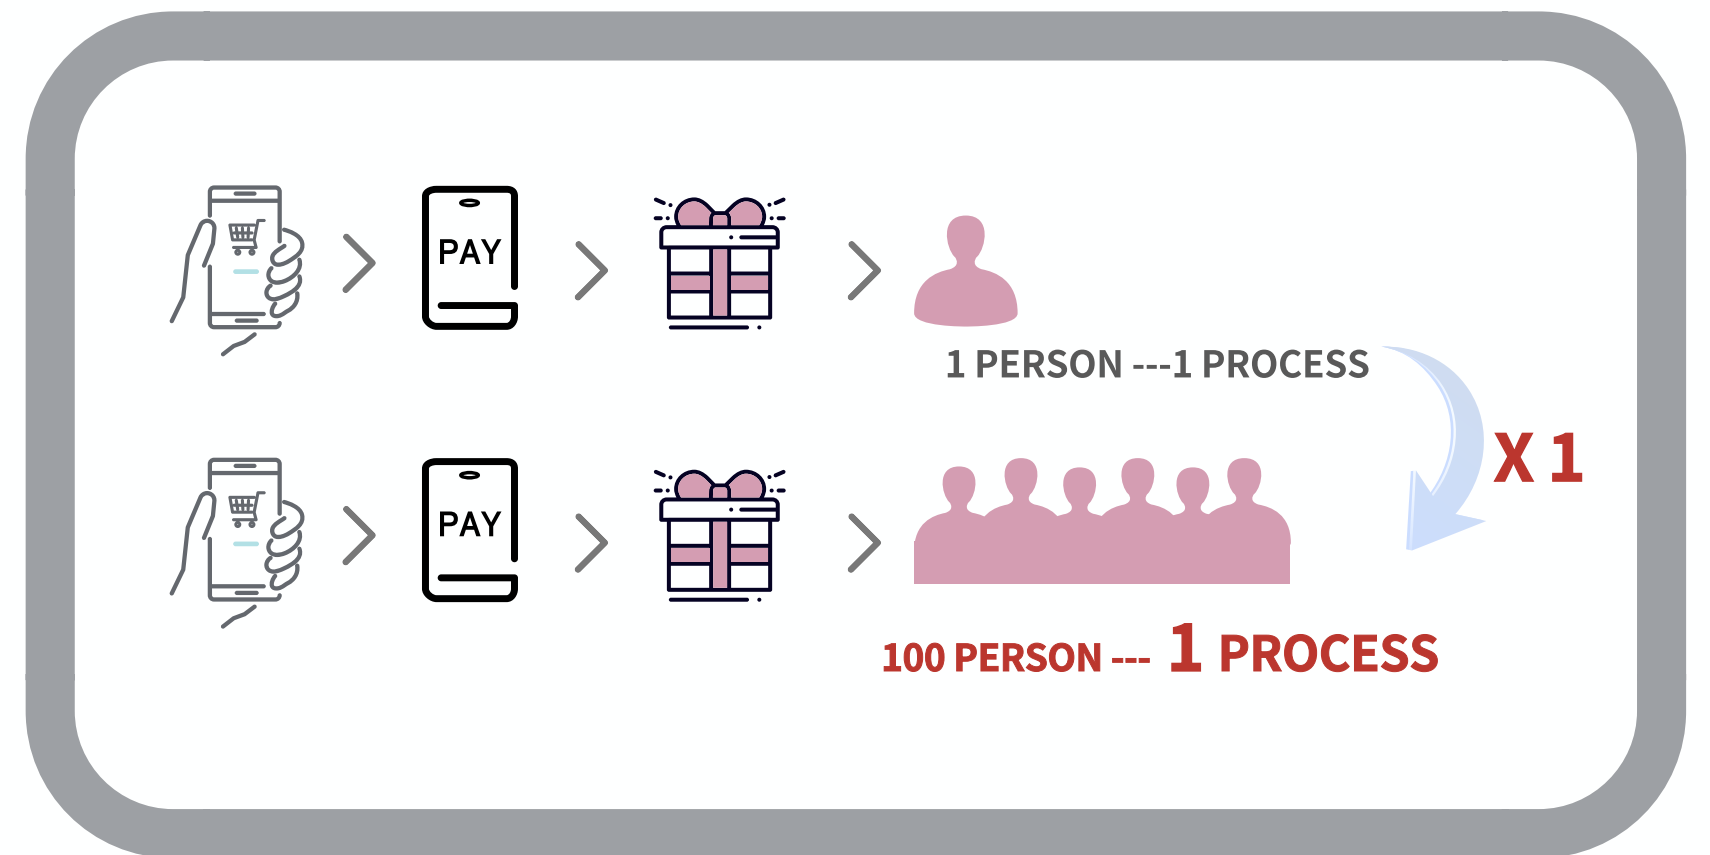 PAY
1 PERSON ---1 PROCESS
X 1
PAY
100 PERSON --- 1 PROCESS